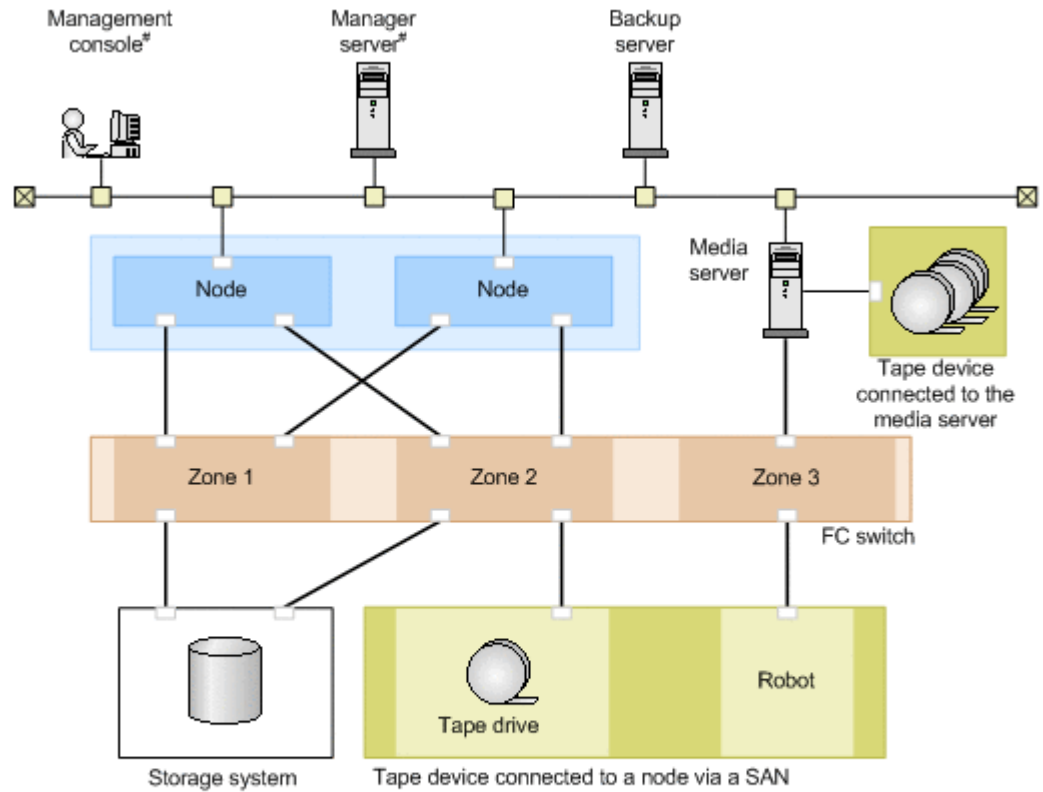 Management
console#
Manager
server#
Backup
server
Media
server
Node
Node
Tape device
connected to the
media server
Zone 1
Zone 2
Zone 3
FC switch
Tape drive
Robot
Storage system
Tape device connected to a node via a SAN